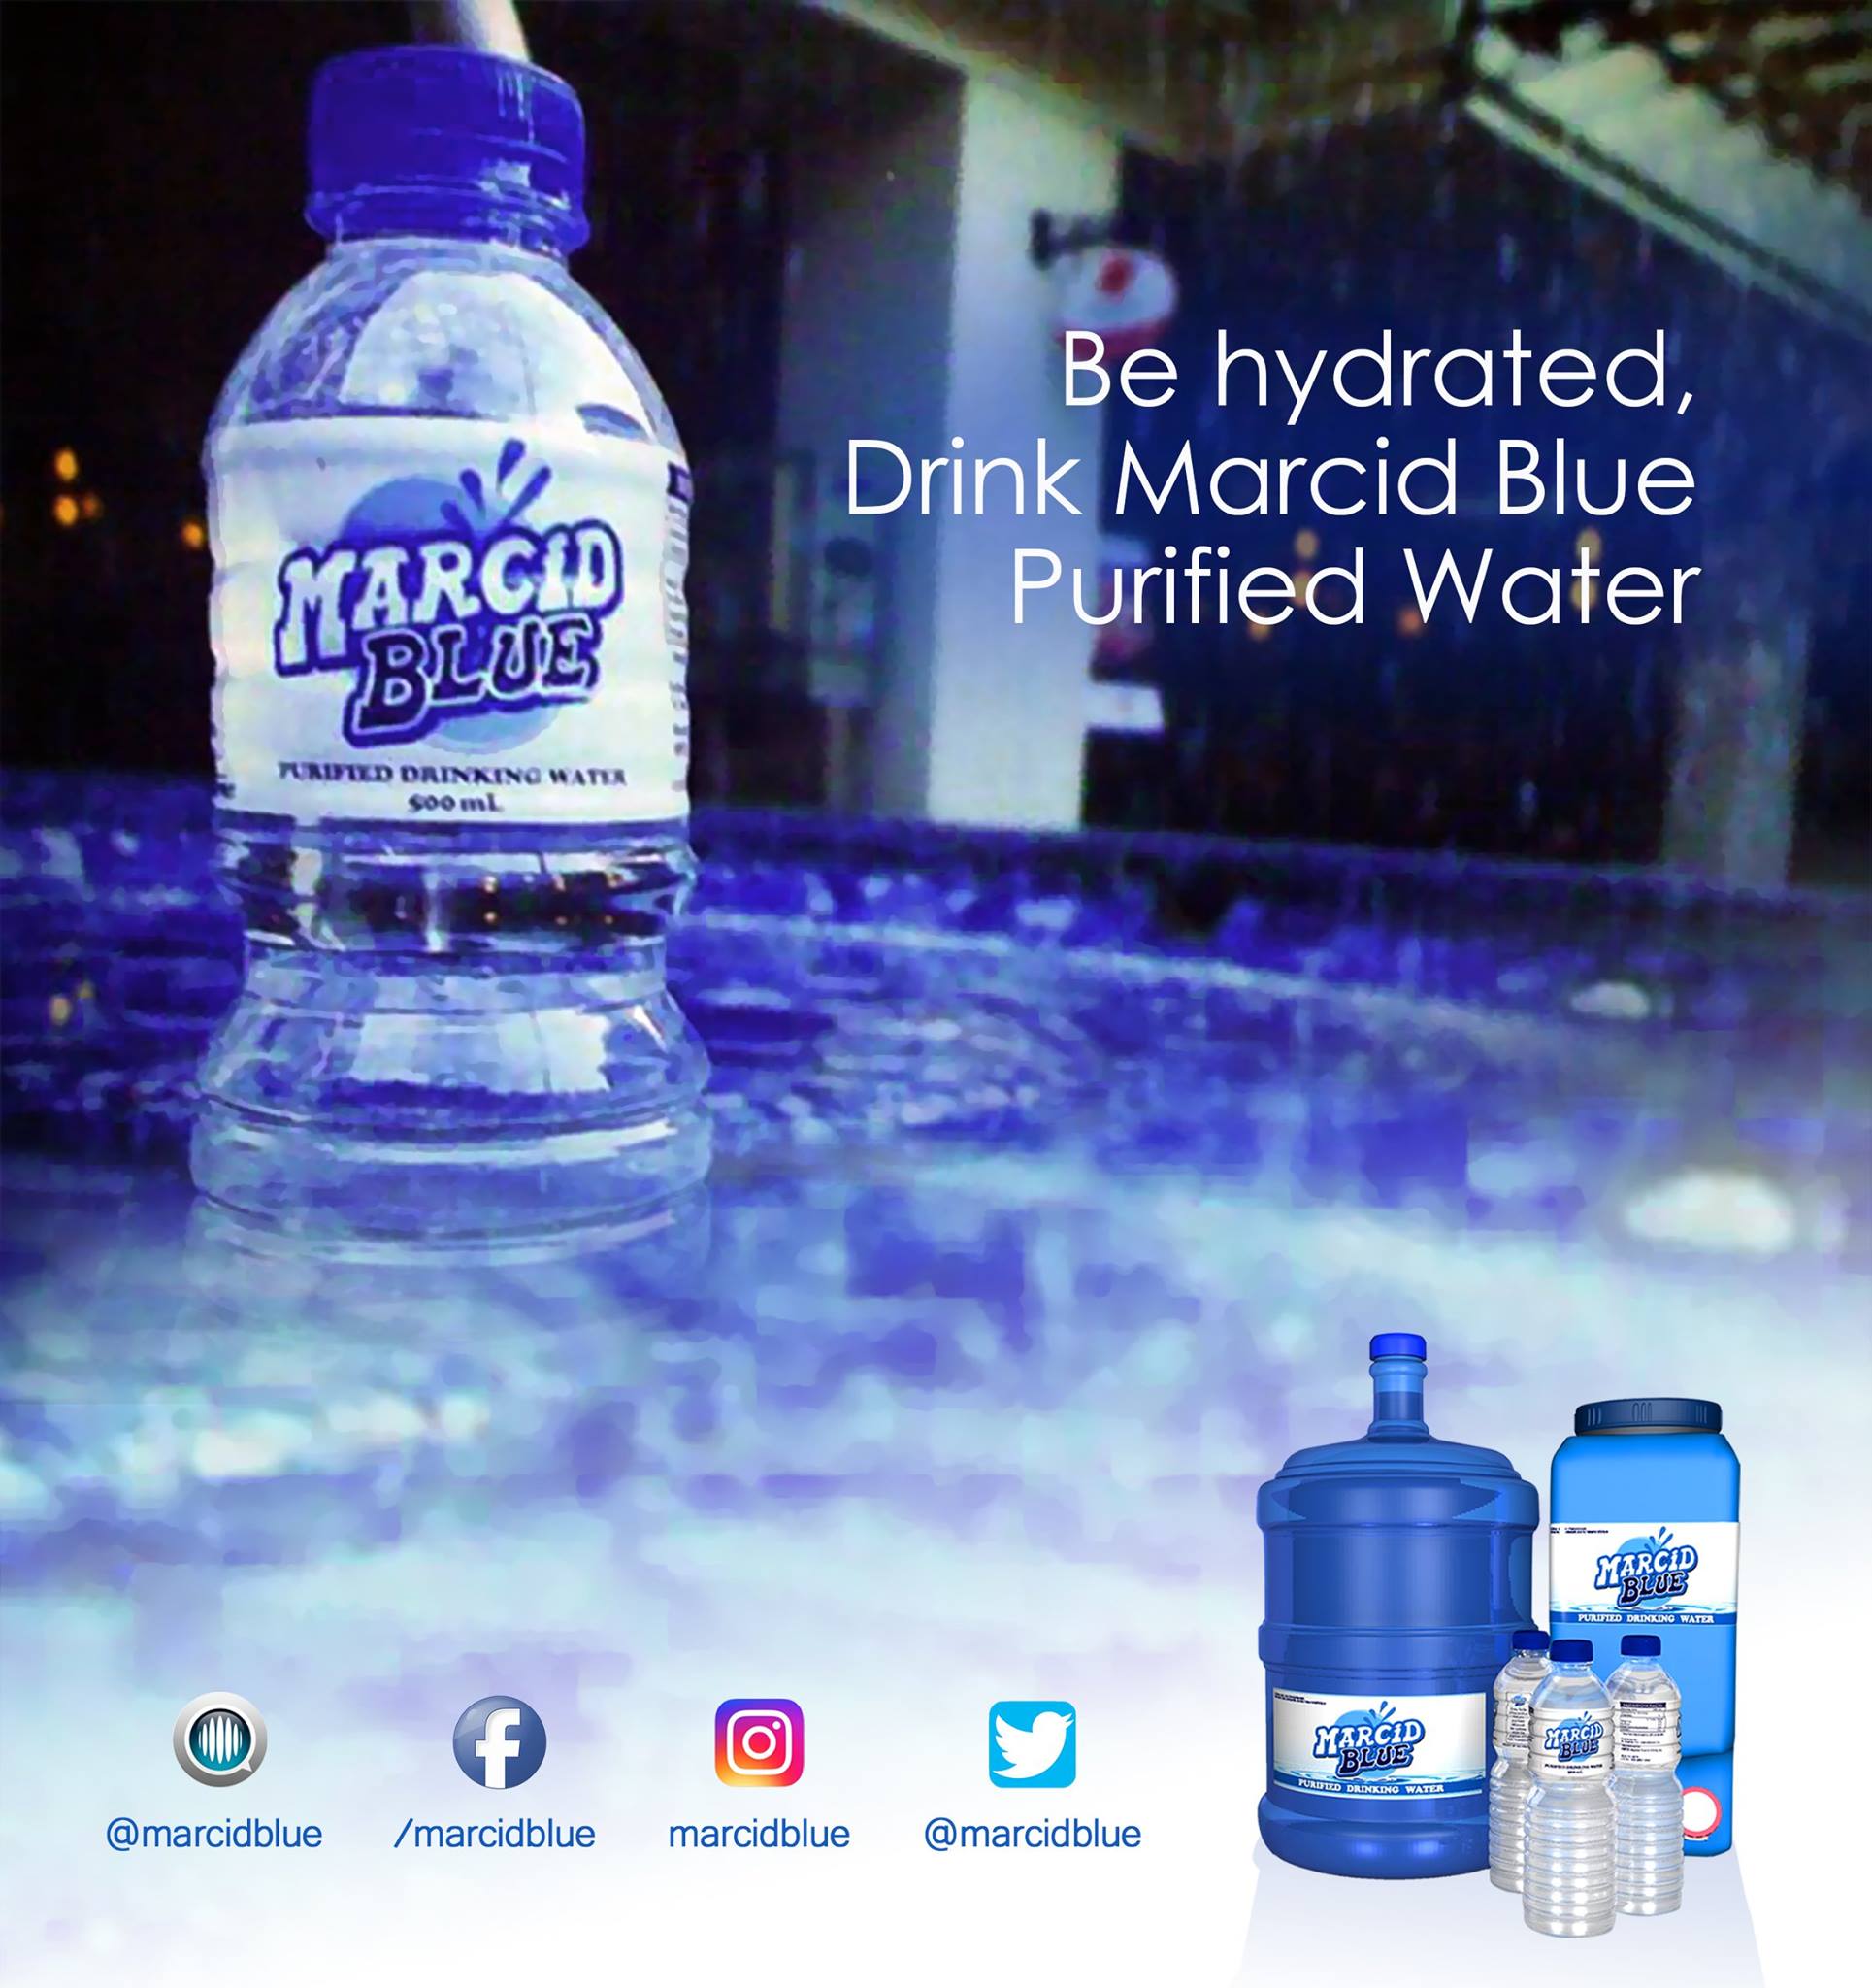 MARCID
BLUE
PURIFIED DRINKING WATER
500 mL
Be hydrated,
Drink Marcid Blue
Purified Water
MARCID
BLUE
PURIFIED DRINKING WATER
MARCID
BLUE
PURIFIED DRINKING WATER
MARCID
BLUE
@marcidblue
/marcidblue
marcidblue
@marcidblue